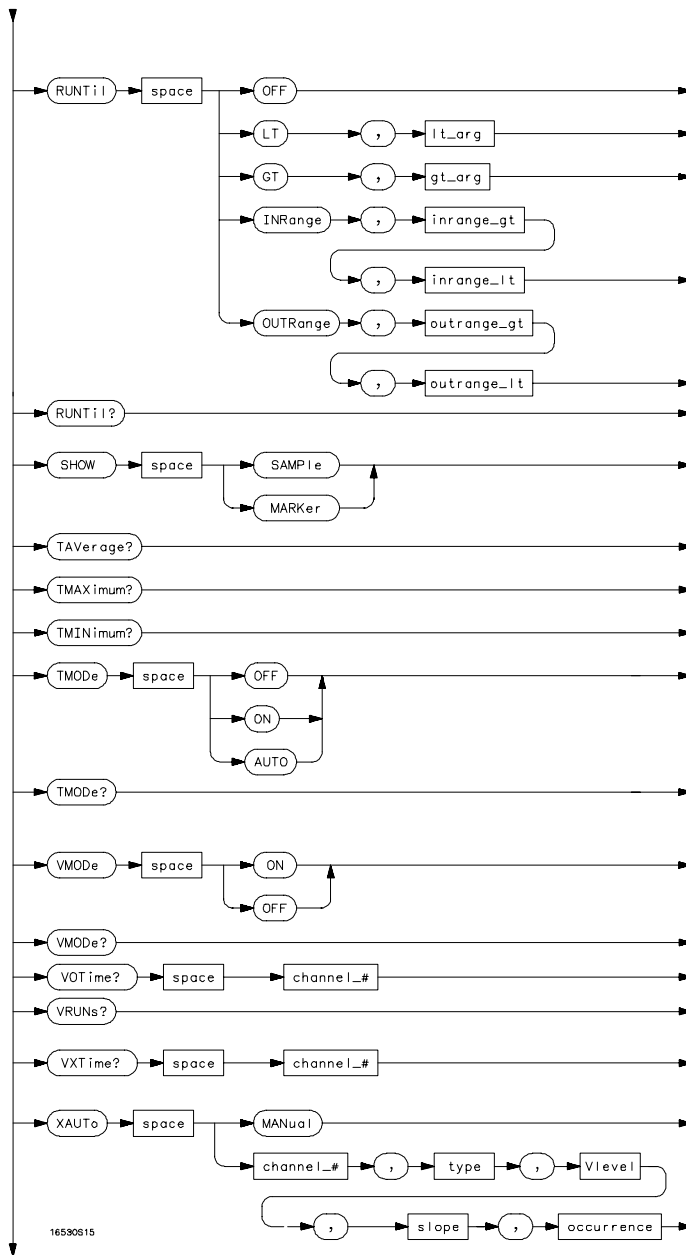 RUNTil space OFF
LT , lt_arg
GT , gt_arg
INRange , inrange_gt
, inrange_lt
OUTRange , outrange_gt
, outrange_lt
RUNTil?
SHOW space SAMPle
MARKer
TAVerage?
TMAXimum?
TMINimum?
TMODe space OFF
ON
AUTO
TMODe?
VMODe space ON
OFF
VMODe?
VOTime? space channel_#
VRUNs?
VXTime? space channel_#
XAUTo space MANual
channel_# , type , Vlevel
, slope , occurrence
16530S15